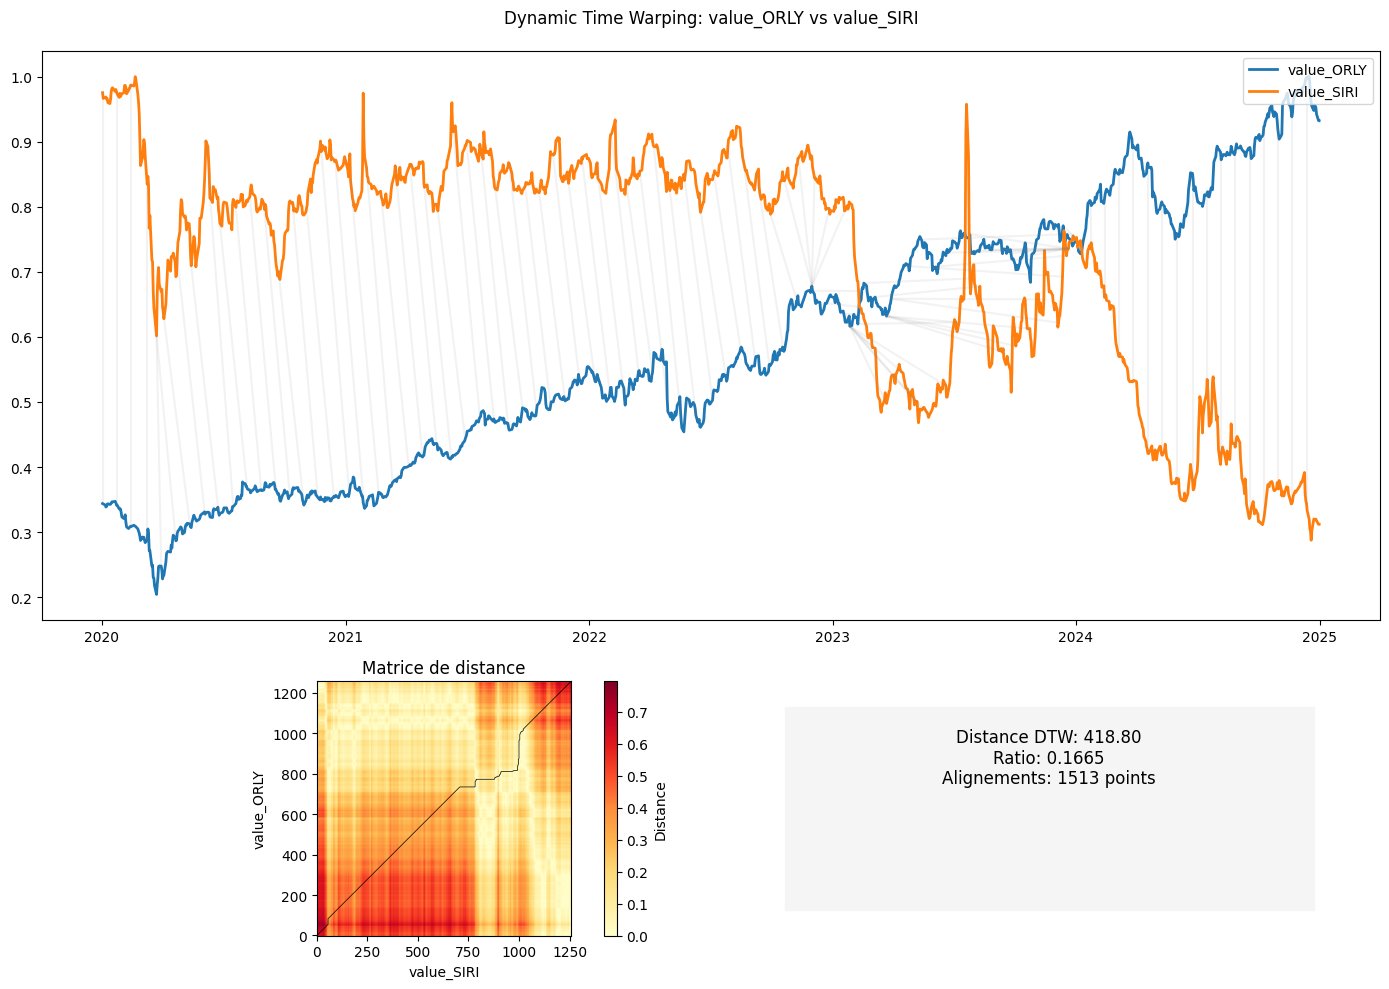 Dynamic Time Warping: value_ORLY vs value_SIRI
value_ORLY
value_SIRI
1.0
0.9
0.8
0.7
0.6
0.5
0.4
0.3
0.2
2020 2021 2022 2023 2024 2025
Matrice de distance
value_ORLY
1200
1000
800
600
400
200
0
0 250 500 750 1000 1250
value_SIRI
0.7
0.6
0.5
0.4
0.3
0.2
0.1
0.0
Distance
Distance DTW: 418.80
Ratio: 0.1665
Alignements: 1513 points